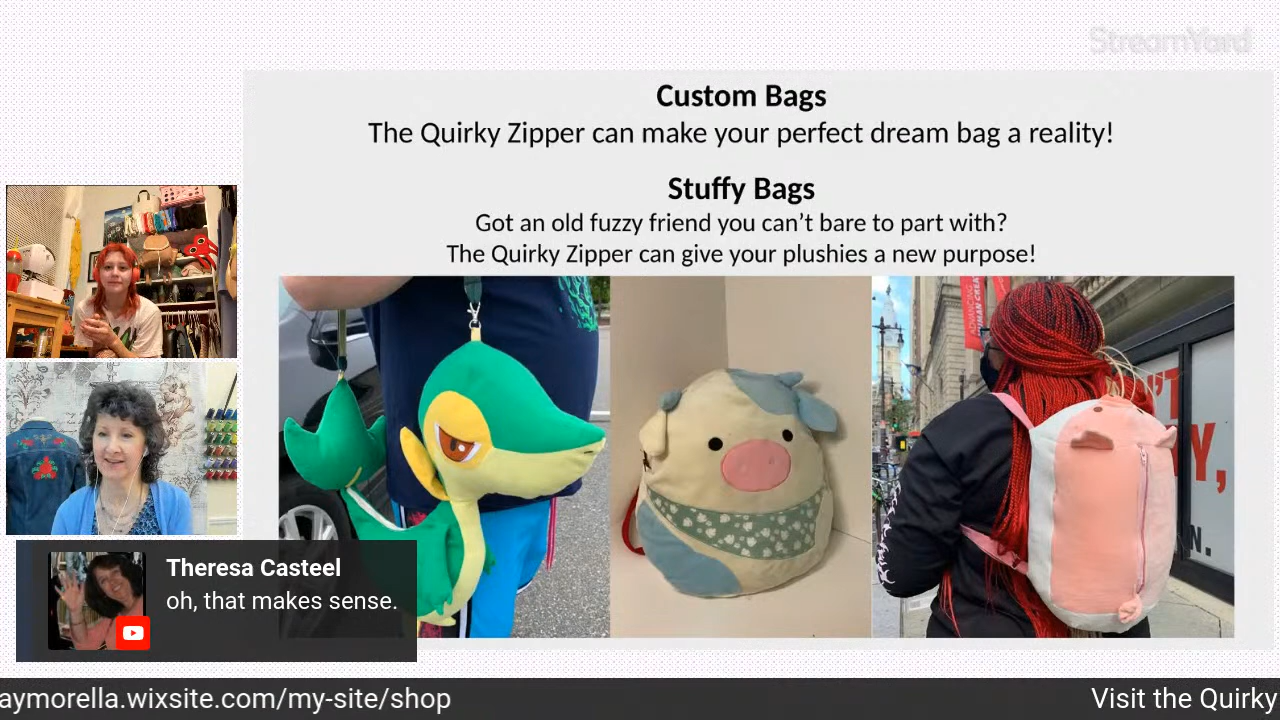 StreamYard
Custom Bags
The Quirky Zipper can make your perfect dream bag a reality!
Stuffy Bags
Got an old fuzzy friend you can’t bare to part with?
The Quirky Zipper can give your plushies a new purpose!
ADVANCING
Y,
N.
Theresa Casteel
oh, that makes sense.
aymorella.wixsite.com/my-site/shop
Visit the Quirky